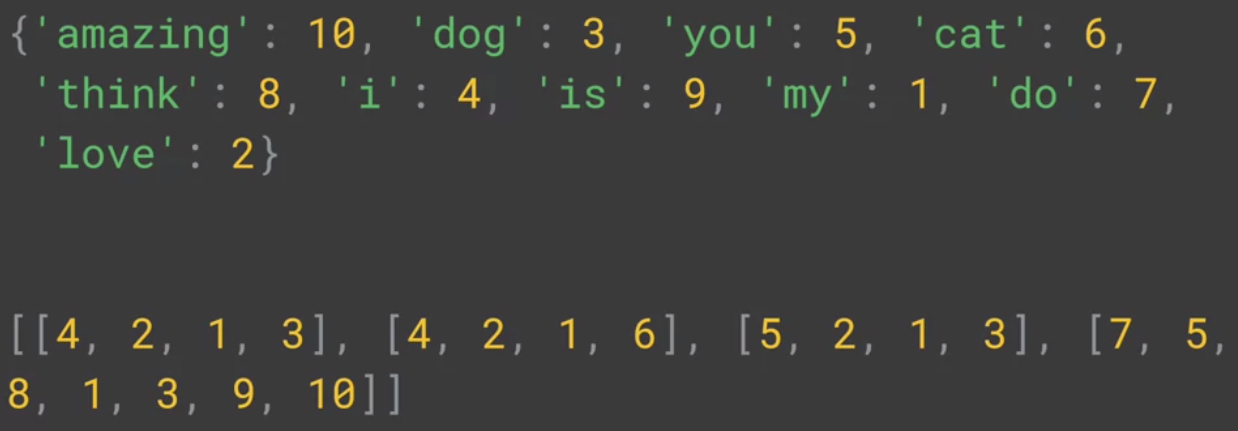 {'amazing': 10, 'dog': 3, 'you': 5, 'cat': 6,
'think': 8, 'i': 4, 'is': 9, 'my': 1, 'do': 7,
'love': 2}
[[4, 2, 1, 3], [4, 2, 1, 6], [5, 2, 1, 3], [7, 5,
8, 1, 3, 9, 10]]